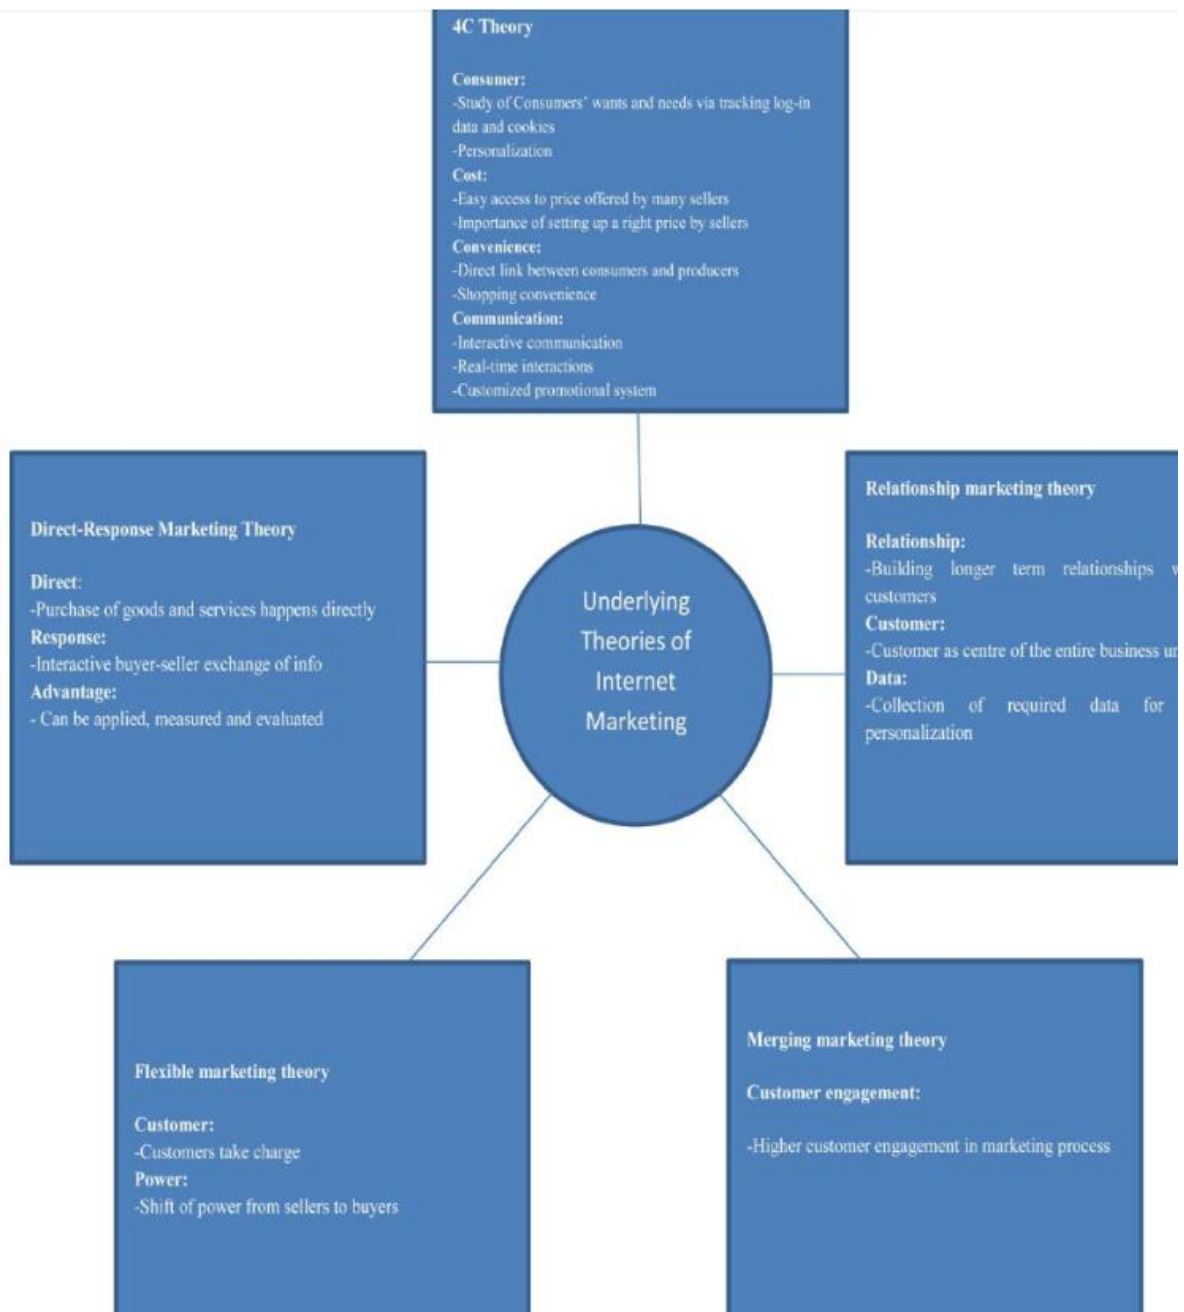 4C Theory
Consumer:
-Study of Consumers' wants and needs via tracking log-in
data and cookies
-Personalization
Cost:
-Easy access to price offered by many sellers
-Importance of setting up a right price by sellers
Convenience:
-Direct link between consumers and producers
-Shopping convenience
Communication:
-Interactive communication
-Real-time interactions
-Customized promotional system
Direct-Response Marketing Theory
Direct:
-Purchase of goods and services happens directly
Response:
-Interactive buyer-seller exchange of info
Advantage:
- Can be applied, measured and evaluated
Underlying
Theories of
Internet
Marketing
Relationship marketing theory
Relationship:
-Building longer term relationships
customers
Customer:
-Customer as centre of the entire business
Data:
-Collection of required data for
personalization
Flexible marketing theory
Customer:
-Customers take charge
Power:
-Shift of power from sellers to buyers
Merging marketing theory
Customer engagement:
-Higher customer engagement in marketing process